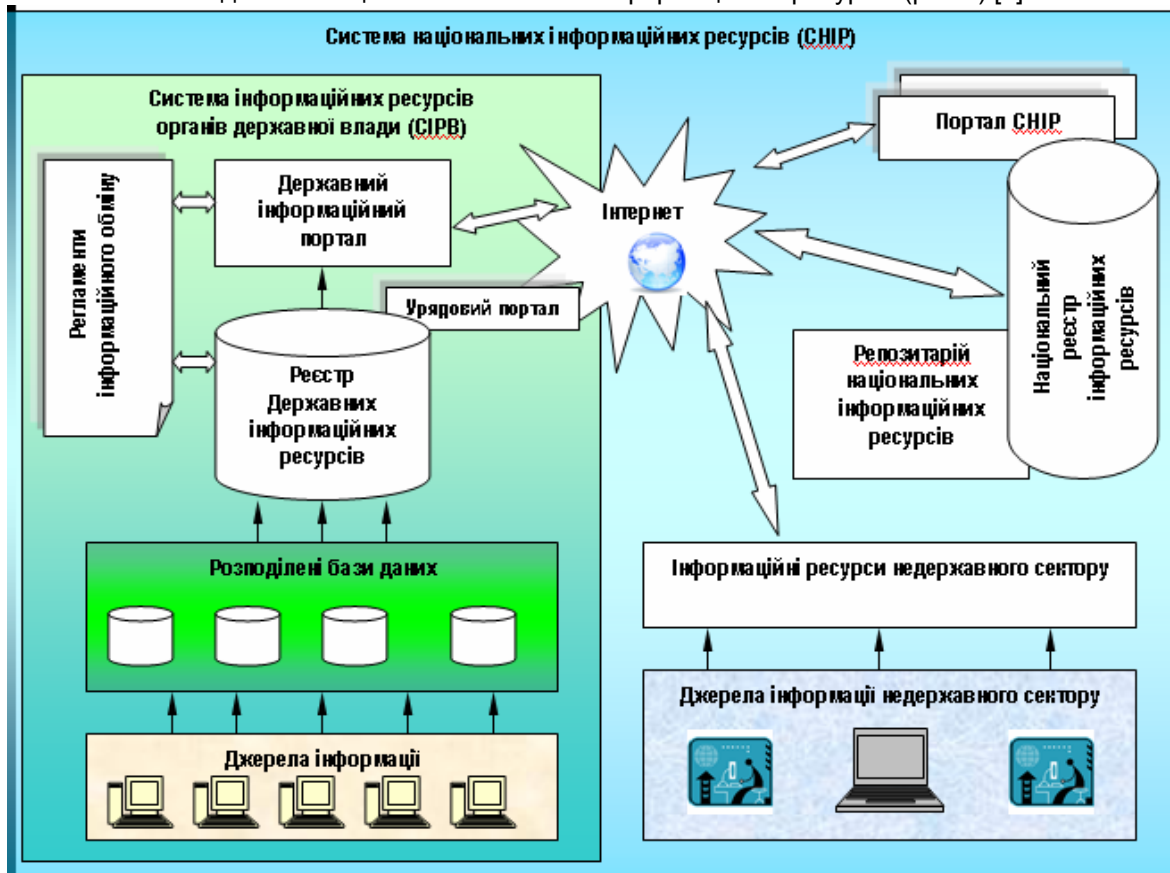 Система національних інформаційних ресурсів (СНІР)
Система інформаційних ресурсів
органів державної влади (СІРВ)
Регламенти
інформаційного обміну
Державний
інформаційний
портал
Урядовий портал
Реєстр
Державних
інформаційних
ресурсів
Розподілені бази даних
Джерела інформації
Інтернет
Портал СНІР
Національний
реєстр
інформаційних
ресурсів
Репозитарій
національних
інформаційних
ресурсів
Інформаційні ресурси недержавного сектору
Джерела інформації недержавного сектору